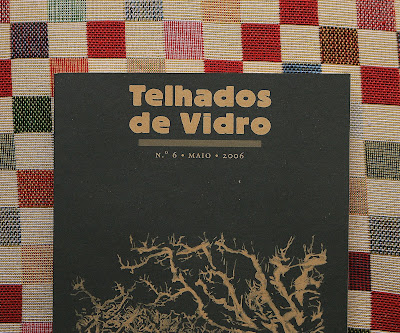 Telhados
de Vidro
N.º 6 • MAIO • 2006